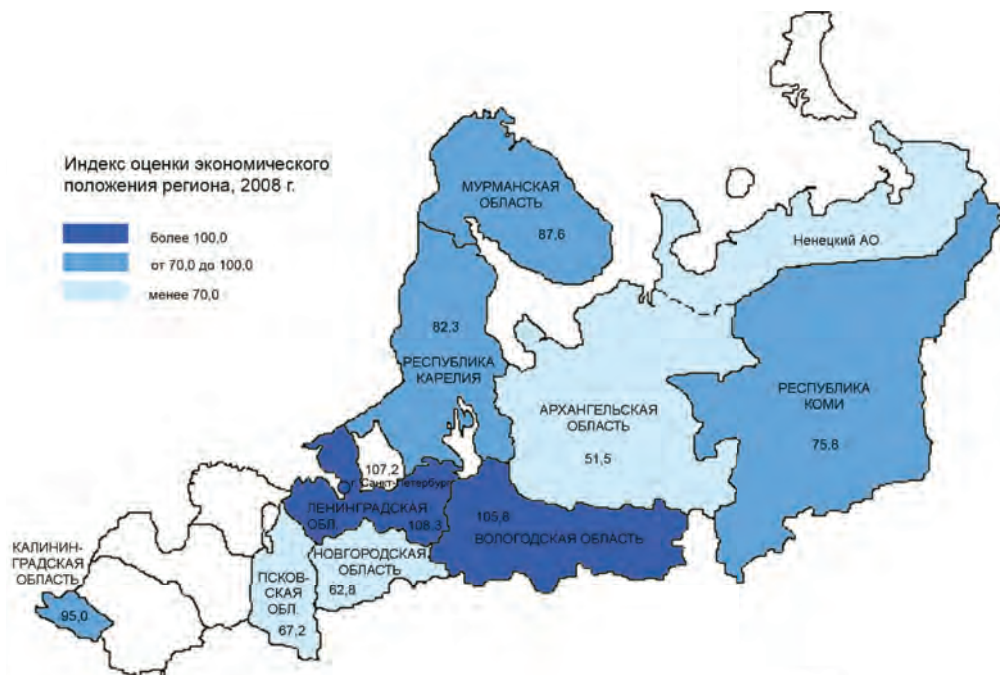 Индекс оценки экономического
положения региона, 2008 г.
более 100,0
от 70,0 до 100,0
менее 70,0
МУРМАНСКАЯ
ОБЛАСТЬ
87,6
Ненецкий АО
82,3
РЕСПУБЛИКА
КАРЕЛИЯ
РЕСПУБЛИКА
КОМИ
75,8
АРХАНГЕЛЬСКАЯ
ОБЛАСТЬ
51,5
107,2
г. Санкт-Петербург
ЛЕНИНГРАДСКАЯ
ОБЛ.
108,3
105,8
ВОЛОГОДСКАЯ ОБЛАСТЬ
НОВГОРОДСКАЯ
ОБЛАСТЬ
62,8
ПСКОВ-
СКАЯ
ОБЛ.
67,2
КАЛИНИН-
ГРАДСКАЯ
ОБЛАСТЬ
95,0